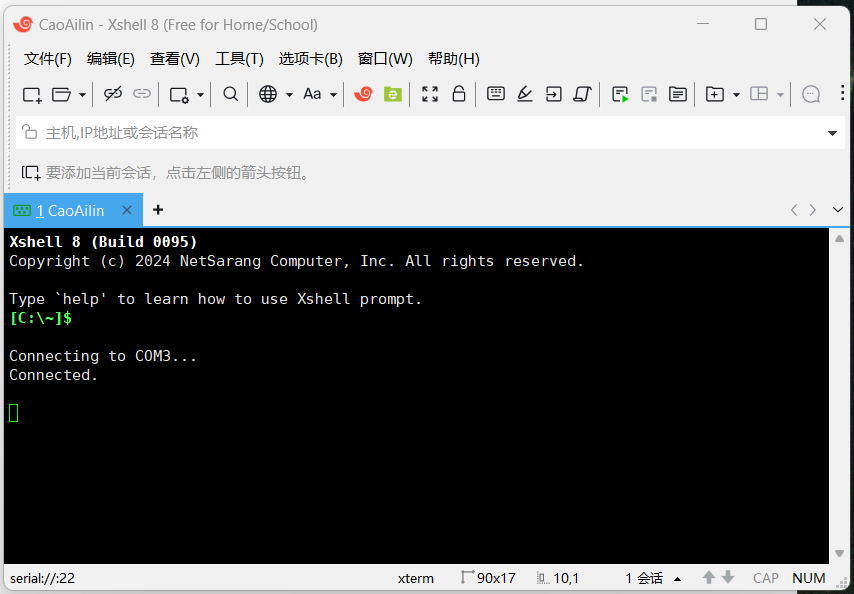 CaoAilin - Xshell 8 (Free for Home/School)
文件(F) 编辑(E) 查看(V) 工具(T) 选项卡(B) 窗口(W) 帮助(H)
Aa
主机,IP地址或会话名称
要添加当前会话，点击左侧的箭头按钮。
1 CaoAilin × +
Xshell 8 (Build 0095)
Copyright (c) 2024 NetSarang Computer, Inc. All rights reserved.
Type `help' to learn how to use Xshell prompt.
[C:\~]$
Connecting to COM3...
Connected.
serial://:22 xterm 90x17 10,1 1 会话 CAP NUM